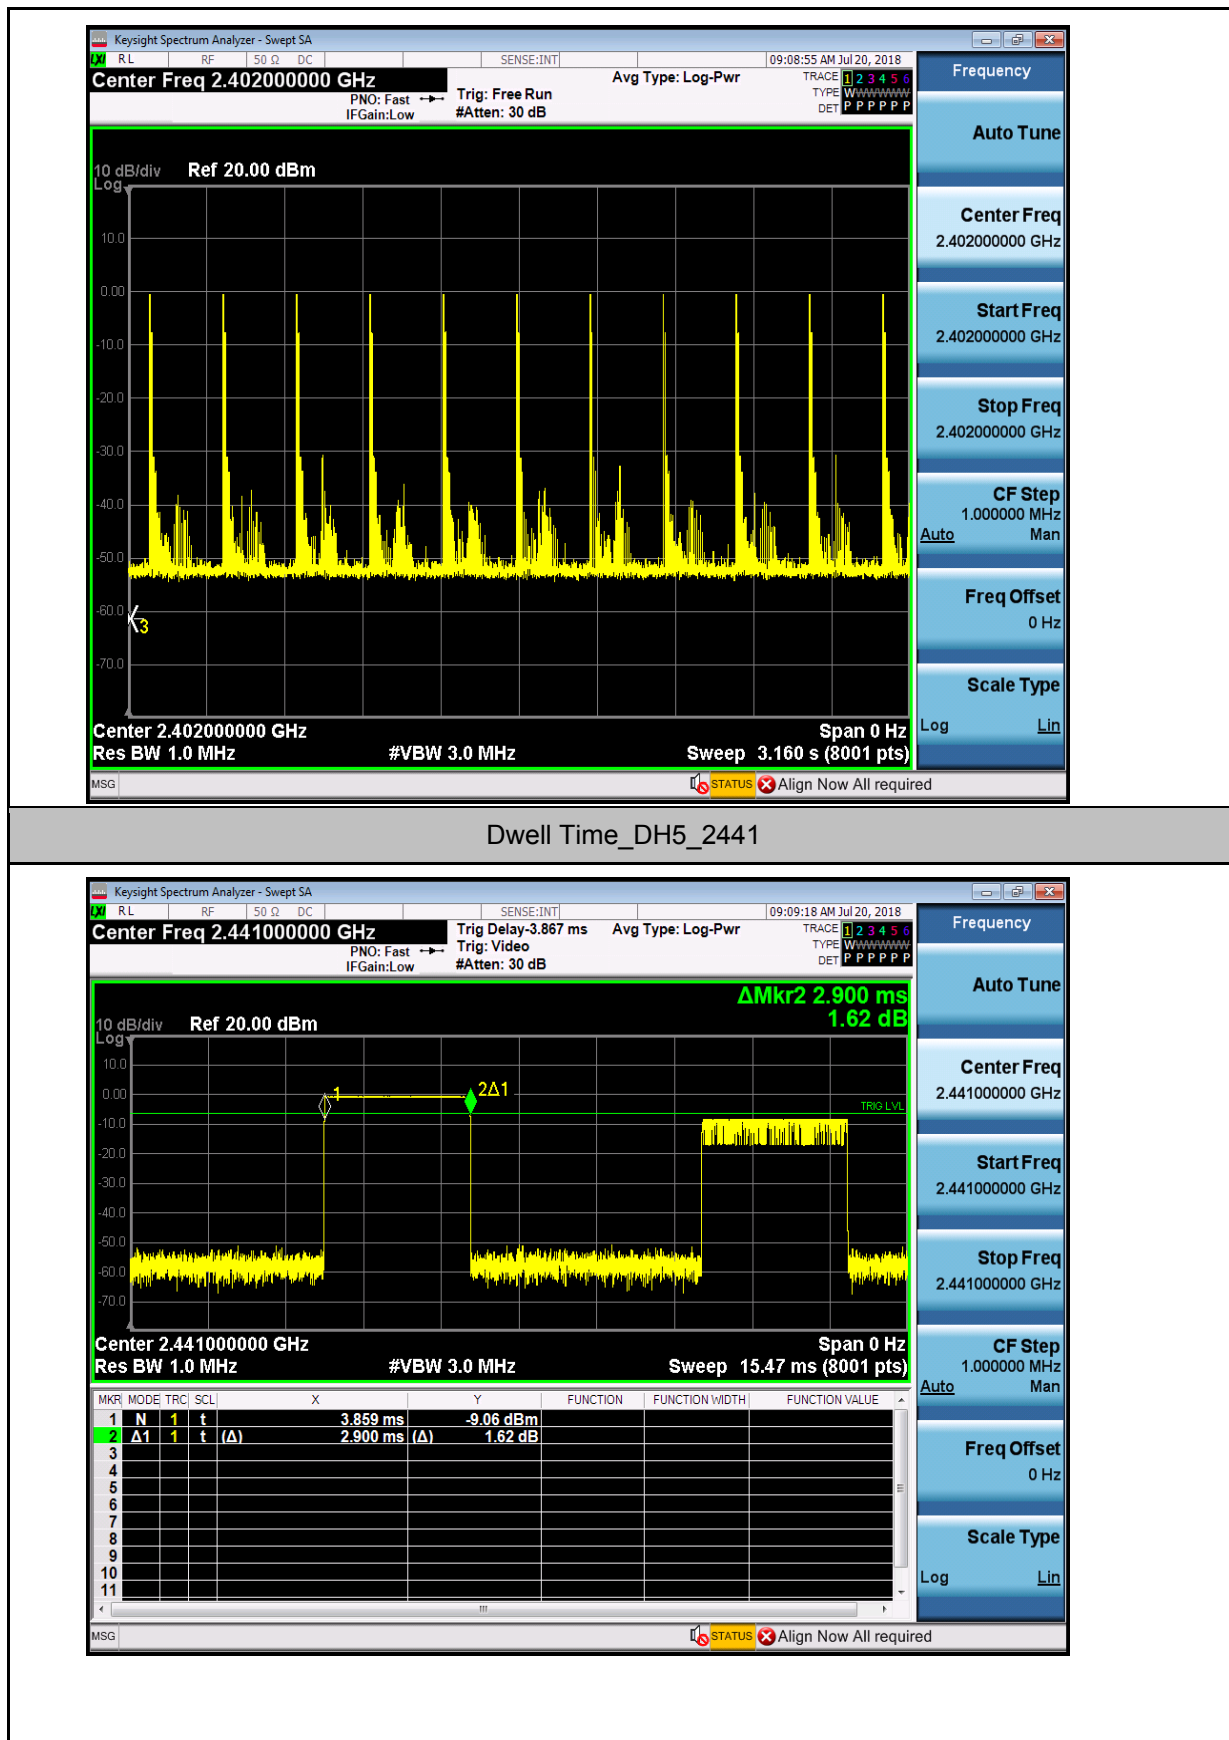 Keysight Spectrum Analyzer - Swept SA
LXI RL RF 50 Ω DC SENSE:INT 09:08:55 AM Jul 20, 2018
Center Freq 2.402000000 GHz
PNO: Fast
IFGain:Low
Trig: Free Run
#Atten: 30 dB
Avg Type: Log-Pwr
TRACE 1 2 3 4 5 6
TYPE WWWWWW
DET P P P P P P
Frequency
Auto Tune
10 dB/div Ref 20.00 dBm
Log
10.0
0.00
-10.0
-20.0
-30.0
-40.0
-50.0
-60.0
-70.0
3
Center Freq
2.402000000 GHz
Start Freq
2.402000000 GHz
Stop Freq
2.402000000 GHz
CF Step
1.000000 MHz
Auto Man
Freq Offset
0 Hz
Scale Type
Log Lin
Center 2.402000000 GHz Span 0 Hz
Res BW 1.0 MHz #VBW 3.0 MHz Sweep 3.160 s (8001 pts)
MSG STATUS Align Now All required
Dwell Time_DH5_2441
Keysight Spectrum Analyzer - Swept SA
LXI RL RF 50 Ω DC SENSE:INT 09:09:18 AM Jul 20, 2018
Center Freq 2.441000000 GHz
PNO: Fast
IFGain:Low
Trig Delay-3.867 ms
Trig: Video
#Atten: 30 dB
Avg Type: Log-Pwr
TRACE 1 2 3 4 5 6
TYPE WWWWWW
DET P P P P P P
Frequency
Auto Tune
ΔMkr2 2.900 ms
1.62 dB
10 dB/div Ref 20.00 dBm
Log
10.0
0.00
-10.0
-20.0
-30.0
-40.0
-50.0
-60.0
-70.0
1
2Δ1
TRIG LVL
Center Freq
2.441000000 GHz
Start Freq
2.441000000 GHz
Stop Freq
2.441000000 GHz
CF Step
1.000000 MHz
Auto Man
Freq Offset
0 Hz
Scale Type
Log Lin
Center 2.441000000 GHz Span 0 Hz
Res BW 1.0 MHz #VBW 3.0 MHz Sweep 15.47 ms (8001 pts)
MKR MODE TRC SCL X Y FUNCTION FUNCTION WIDTH FUNCTION VALUE
1 N 1 t 3.859 ms -9.06 dBm
2 Δ1 1 t (Δ) 2.900 ms (Δ) 1.62 dB
3
4
5
6
7
8
9
10
11
MSG STATUS Align Now All required